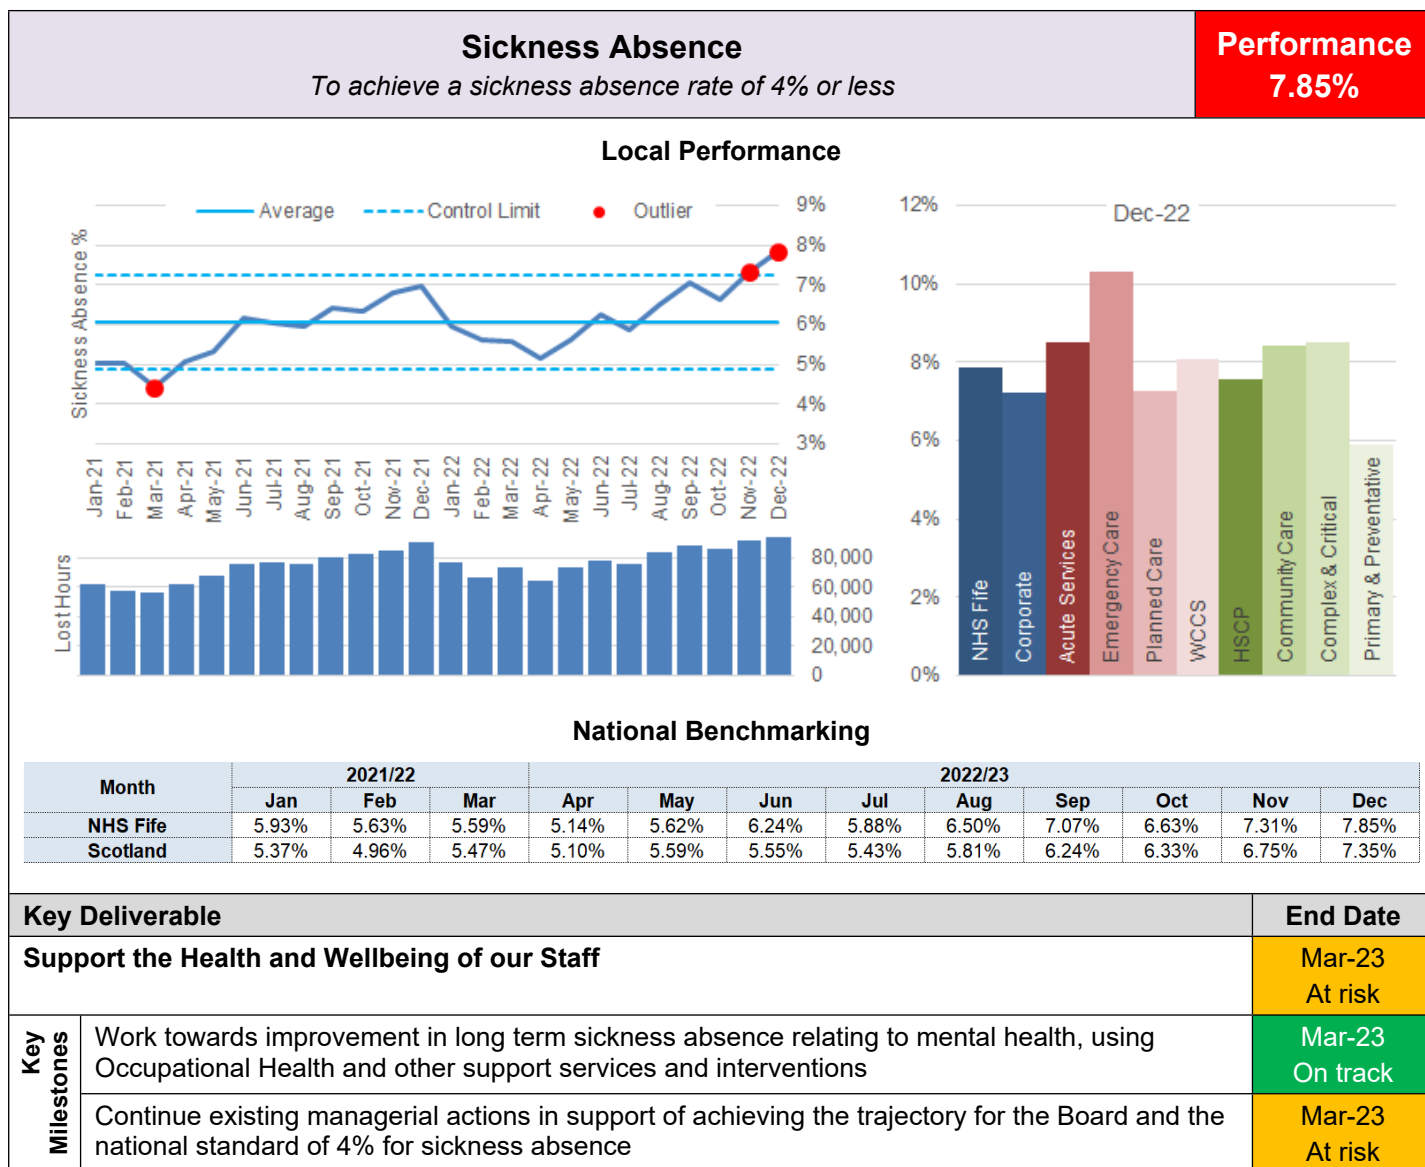 Sickness Absence
To achieve a sickness absence rate of 4% or less
Performance
7.85%
Local Performance
Average
Control Limit
Outlier
Sickness Absence %
9%
8%
7%
6%
5%
4%
3%
Jan-21
Feb-21
Mar-21
Apr-21
May-21
Jun-21
Jul-21
Aug-21
Sep-21
Oct-21
Nov-21
Dec-21
Jan-22
Feb-22
Mar-22
Apr-22
May-22
Jun-22
Jul-22
Aug-22
Sep-22
Oct-22
Nov-22
Dec-22
Lost Hours
80,000
60,000
40,000
20,000
0
Dec-22
12%
10%
8%
6%
4%
2%
0%
NHS Fife
Corporate
Acute Services
Emergency Care
Planned Care
WCCS
HSCP
Community Care
Complex & Critical
Primary & Preventative
National Benchmarking
Month 2021/22 2022/23
Jan Feb Mar Apr May Jun Jul Aug Sep Oct Nov Dec
NHS Fife 5.93% 5.63% 5.59% 5.14% 5.62% 6.24% 5.88% 6.50% 7.07% 6.63% 7.31% 7.85%
Scotland 5.37% 4.96% 5.47% 5.10% 5.59% 5.55% 5.43% 5.81% 6.24% 6.33% 6.75% 7.35%
Key Deliverable End Date
Support the Health and Wellbeing of our Staff Mar-23
At risk
Key
Milestones
Work towards improvement in long term sickness absence relating to mental health, using
Occupational Health and other support services and interventions
Mar-23
On track
Continue existing managerial actions in support of achieving the trajectory for the Board and the
national standard of 4% for sickness absence
Mar-23
At risk